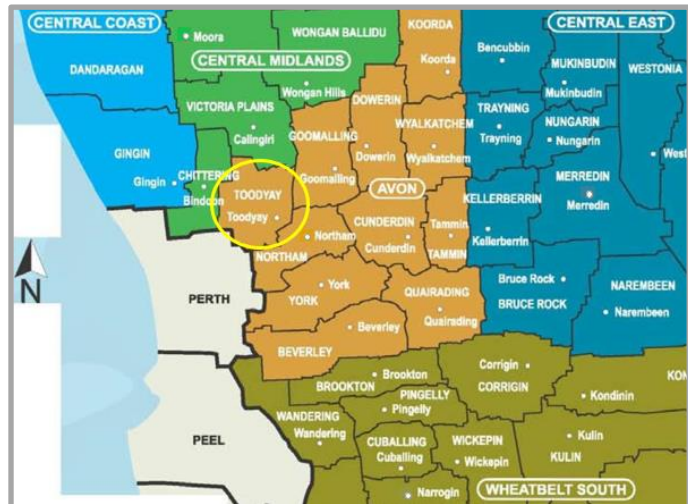 CENTRAL COAST
Moora
WONGAN BALLIDU
KOORDA
CENTRAL EAST
CENTRAL MIDLANDS
Koorda
Bencubbin
MUKINBUDIN
Mukinbudin
WESTONIA
DANDARAGAN
Wongan Hills
DOWERIN
VICTORIA PLAINS
Calingiri
GOOMALLING
WYALKATCHEM
TRAYNING
Trayning
NUNGARIN
Nungarin
GINGIN
Gingin
CHITTERING
Bindoon
Goomalling
Dowerin
Wyalkatchem
West
TOODYAY
Toodyay
AVON
KELLERBERRIN
Kellerberrin
MERREDIN
Merredin
Northam
NORTHAM
CUNDERDIN
Cunderdin
Tammin
TAMMIN
N
PERTH
York
YORK
QUAIRADING
Quairading
Bruce Rock
BRUCE ROCK
NAREMBEEN
Narembeen
Beverley
BEVERLEY
Brookton
BROOKTON
Corrigin
CORRIGIN
KON
Kondinin
PINGELLY
Pingelly
PEEL
WANDERING
Wandering
CUBALLING
Cuballing
WICKEPIN
Wickepin
Kulin
KULIN
Narrogin
WHEATBELT SOUTH